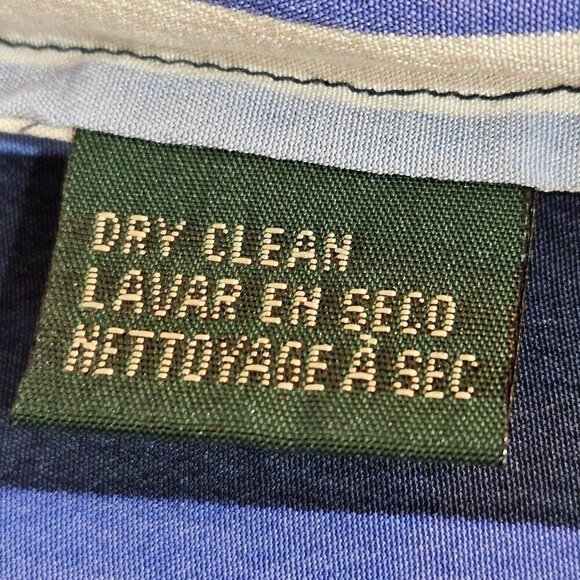 DRY CLEAN
LAVAR EN SECO
NETTOYAGE À SEC